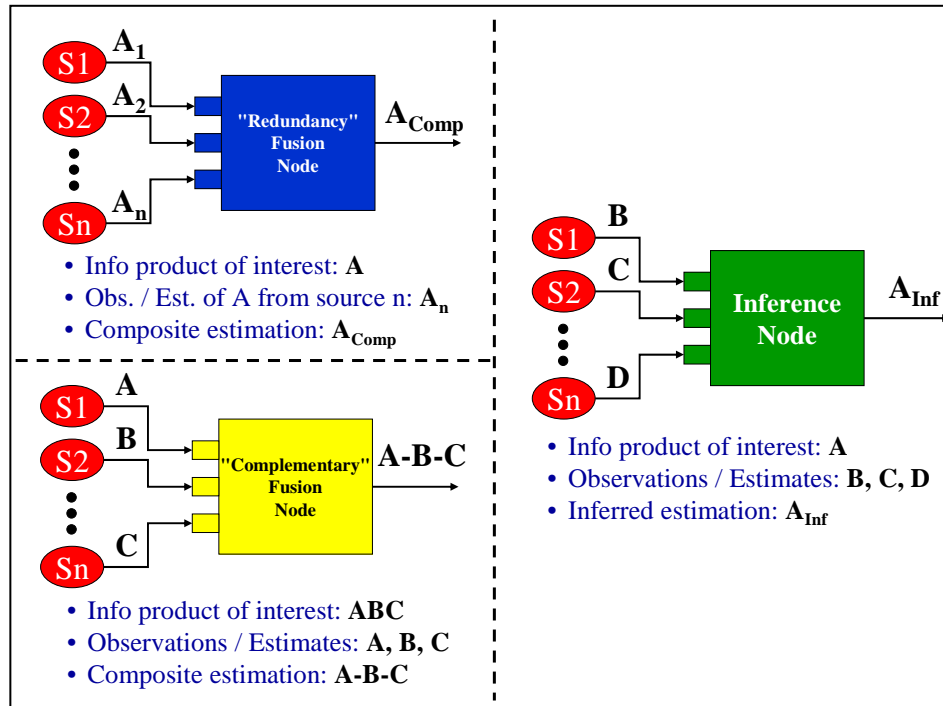 S1
A1
S2
A2
Sn
An
"Redundancy"
Fusion
Node
AComp
• Info product of interest: A
• Obs. / Est. of A from source n: An
• Composite estimation: AComp
S1
A
S2
B
Sn
C
"Complementary"
Fusion
Node
A-B-C
• Info product of interest: ABC
• Observations / Estimates: A, B, C
• Composite estimation: A-B-C
S1
B
S2
C
Sn
D
Inference
Node
AInf
• Info product of interest: A
• Observations / Estimates: B, C, D
• Inferred estimation: AInf